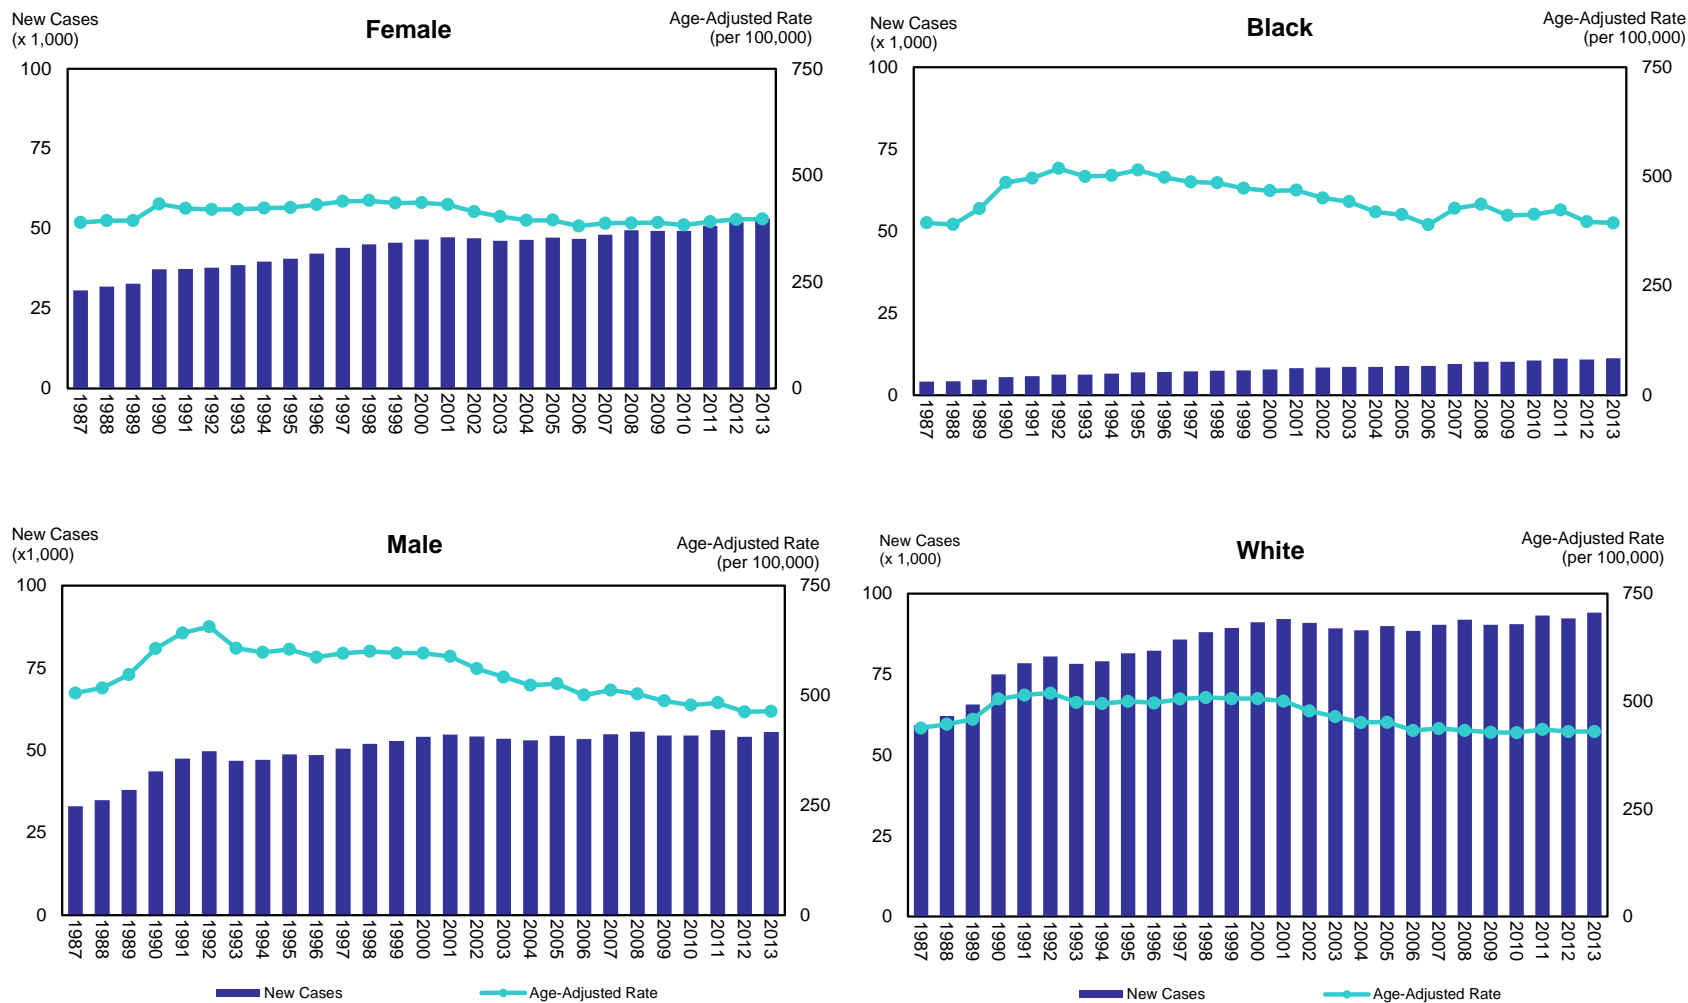 New Cases
(x 1,000)
Female
Age-Adjusted Rate
(per 100,000)
100
75
50
25
0
750
500
250
0
1987 1988 1989 1990 1991 1992 1993 1994 1995 1996 1997 1998 1999 2000 2001 2002 2003 2004 2005 2006 2007 2008 2009 2010 2011 2012 2013
New Cases
(x 1,000)
Black
Age-Adjusted Rate
(per 100,000)
100
75
50
25
0
750
500
250
0
1987 1988 1989 1990 1991 1992 1993 1994 1995 1996 1997 1998 1999 2000 2001 2002 2003 2004 2005 2006 2007 2008 2009 2010 2011 2012 2013
New Cases
(x1,000)
Male
Age-Adjusted Rate
(per 100,000)
100
75
50
25
0
750
500
250
0
1987 1988 1989 1990 1991 1992 1993 1994 1995 1996 1997 1998 1999 2000 2001 2002 2003 2004 2005 2006 2007 2008 2009 2010 2011 2012 2013
New Cases Age-Adjusted Rate
New Cases
(x 1,000)
White
Age-Adjusted Rate
(per 100,000)
100
75
50
25
0
750
500
250
0
1987 1988 1989 1990 1991 1992 1993 1994 1995 1996 1997 1998 1999 2000 2001 2002 2003 2004 2005 2006 2007 2008 2009 2010 2011 2012 2013
New Cases Age-Adjusted Rate